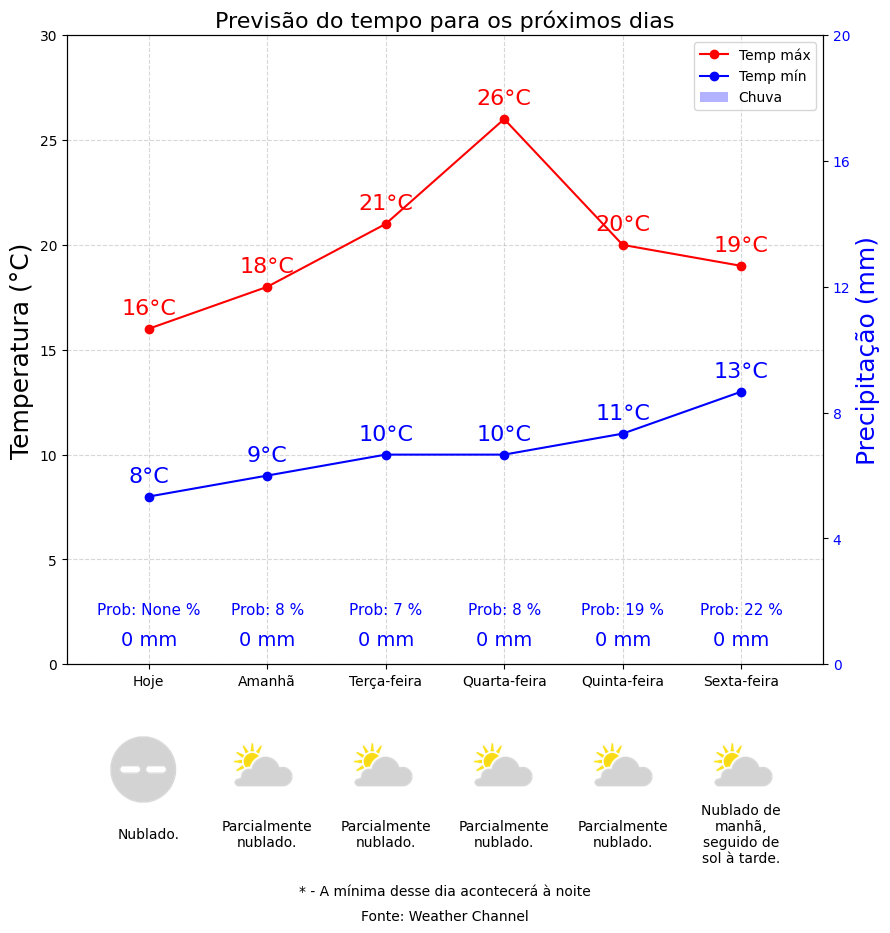 Previsão do tempo para os próximos dias
Temperatura (°C)
Precipitação (mm)
30
25
20
15
10
5
0
20
16
12
8
4
0
Temp máx
Temp mín
Chuva
16°C
18°C
21°C
26°C
20°C
19°C
8°C
9°C
10°C
10°C
11°C
13°C
Prob: None % Prob: 8 % Prob: 7 % Prob: 8 % Prob: 19 % Prob: 22 %
0 mm 0 mm 0 mm 0 mm 0 mm 0 mm
Hoje Amanhã Terça-feira Quarta-feira Quinta-feira Sexta-feira
Nublado.
Parcialmente
nublado.
Parcialmente
nublado.
Parcialmente
nublado.
Parcialmente
nublado.
Nublado de
manhã,
seguido de
sol à tarde.
* - A mínima desse dia acontecerá à noite
Fonte: Weather Channel